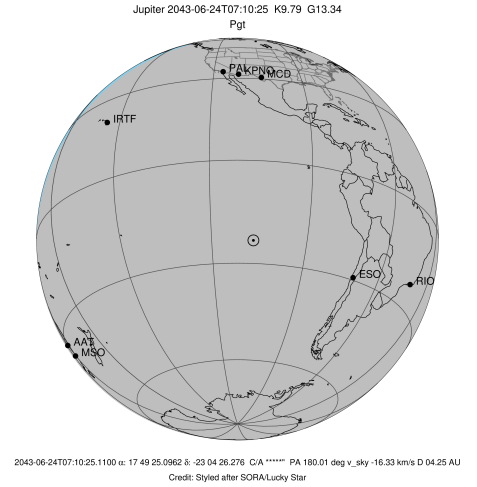 Jupiter 2043-06-24T07:10:25 K9.79 G13.34
Pgt
PAL KPNO MCD
IRTF
ESO
RIO
AAT
MSO
2043-06-24T07:10:25.1100 α: 17 49 25.0962 δ: -23 04 26.276 C/A *****" PA 180.01 deg v_sky -16.33 km/s D 04.25 AU
Credit: Styled after SORA/Lucky Star